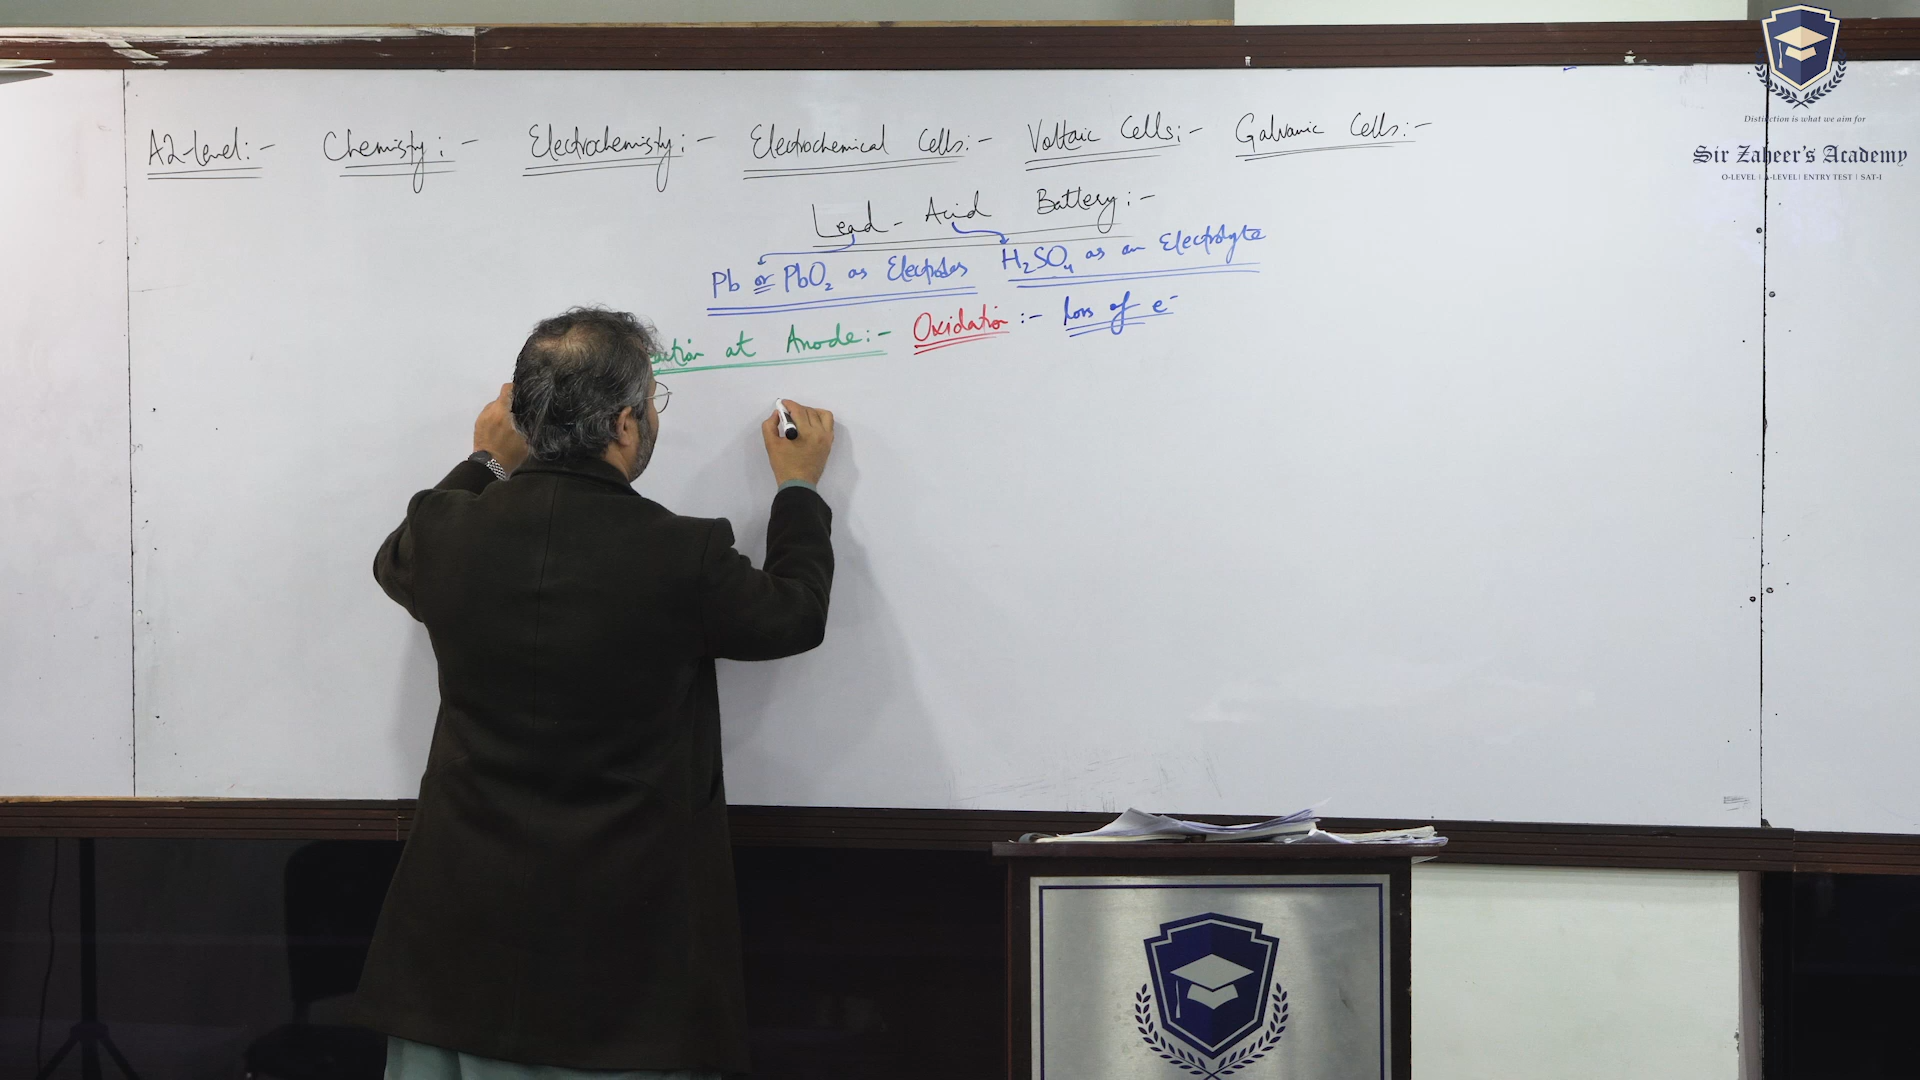 A2-level:- Chemisty:- Electrochemisty:- Electrochemical Cells:- Voltaic Cells:- Galvanic Cells:-
Lead-Acid Battery:-
Pb or PbO₂ as Electrodes H₂SO₄ as an Electrolyte
at Anode:- Oxidation:- loss of e⁻
Distinction is what we aim for
Sir Zaheer's Academy
O-LEVEL | A-LEVEL | ENTRY TEST | SAT-I